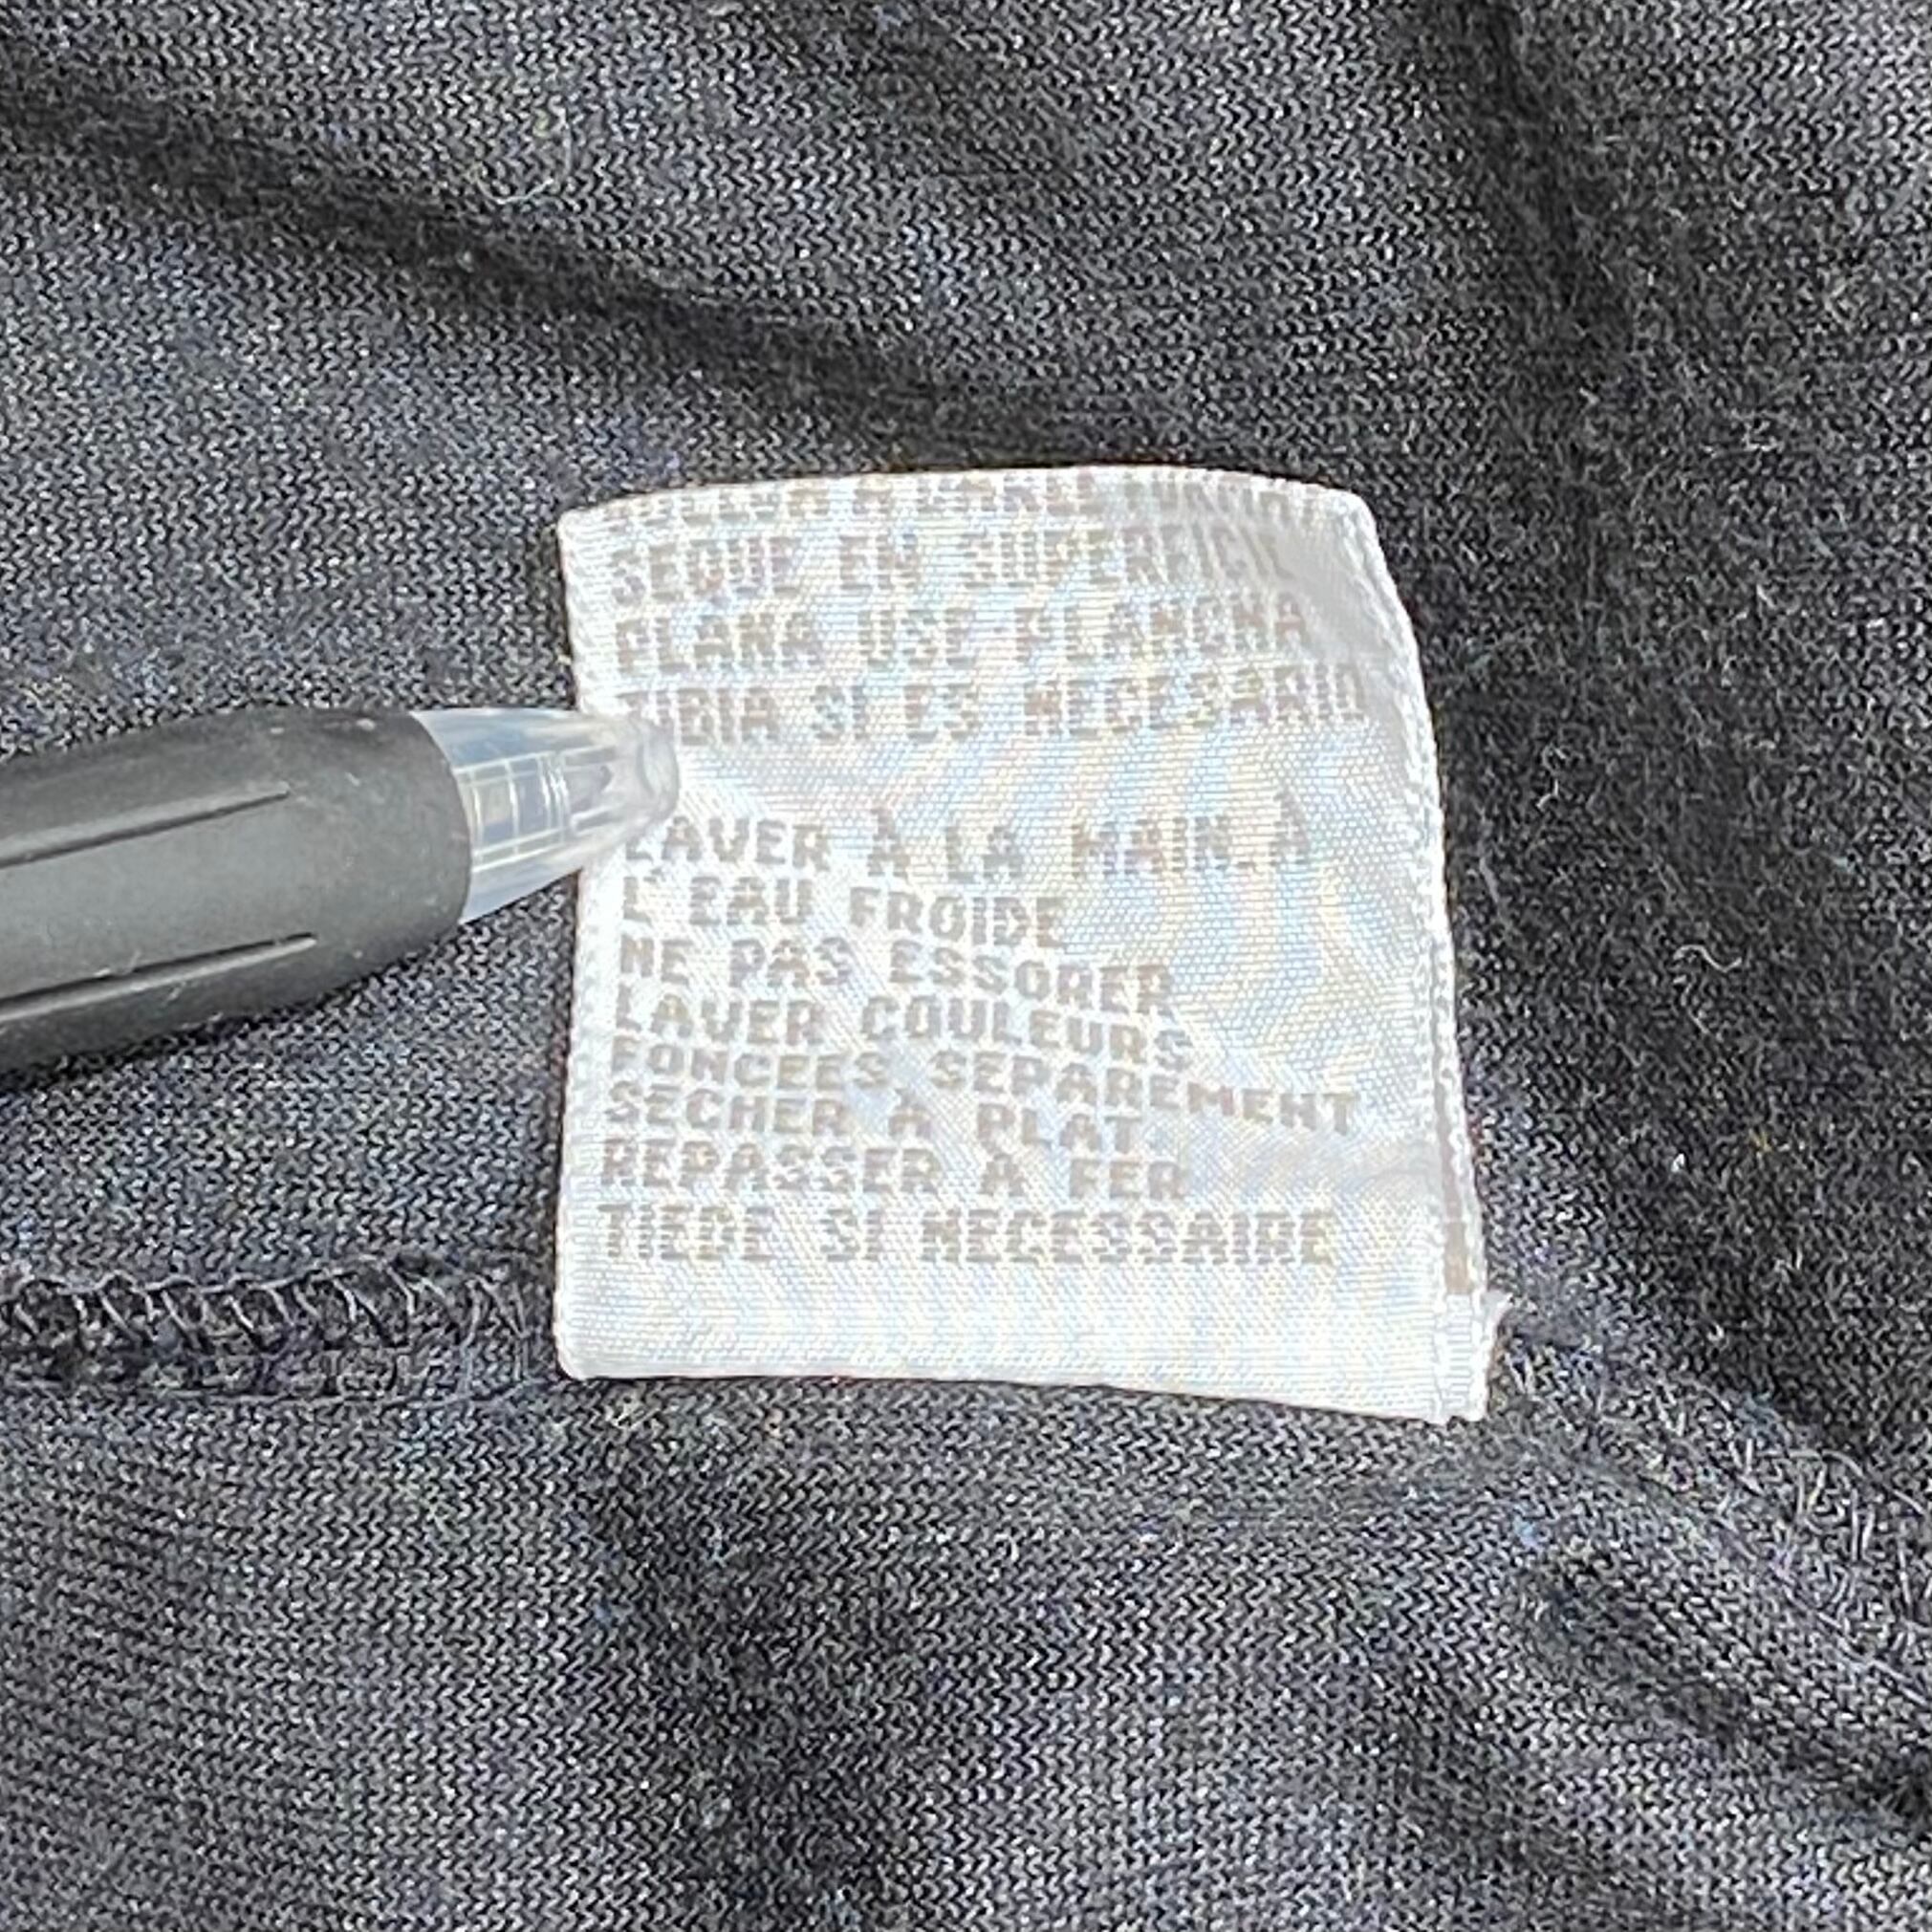 SEQUE EN SUPERFICIE
PLANA USE PLANCHA
TIBIA SI ES NECESARIO
LAVER À LA MAIN.A
L'EAU FROIDE
NE PAS ESSORER
LAVER COULEURS
FONCEES SEPAREMENT
SECHER A PLAT.
REPASSER À FER
TIEDE SI NECESSAIRE